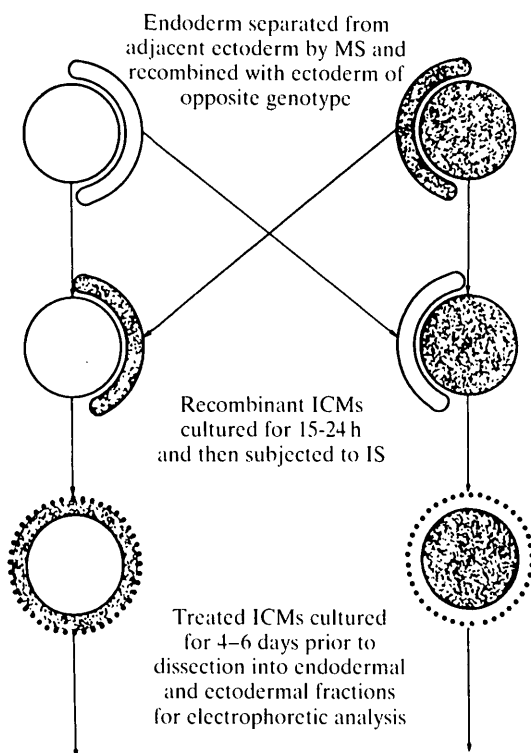 Endoderm separated from
adjacent ectoderm by MS and
recombined with ectoderm of
opposite genotype
Recombinant ICMs
cultured for 15-24 h
and then subjected to IS
Treated ICMs cultured
for 4–6 days prior to
dissection into endodermal
and ectodermal fractions
for electrophoretic analysis